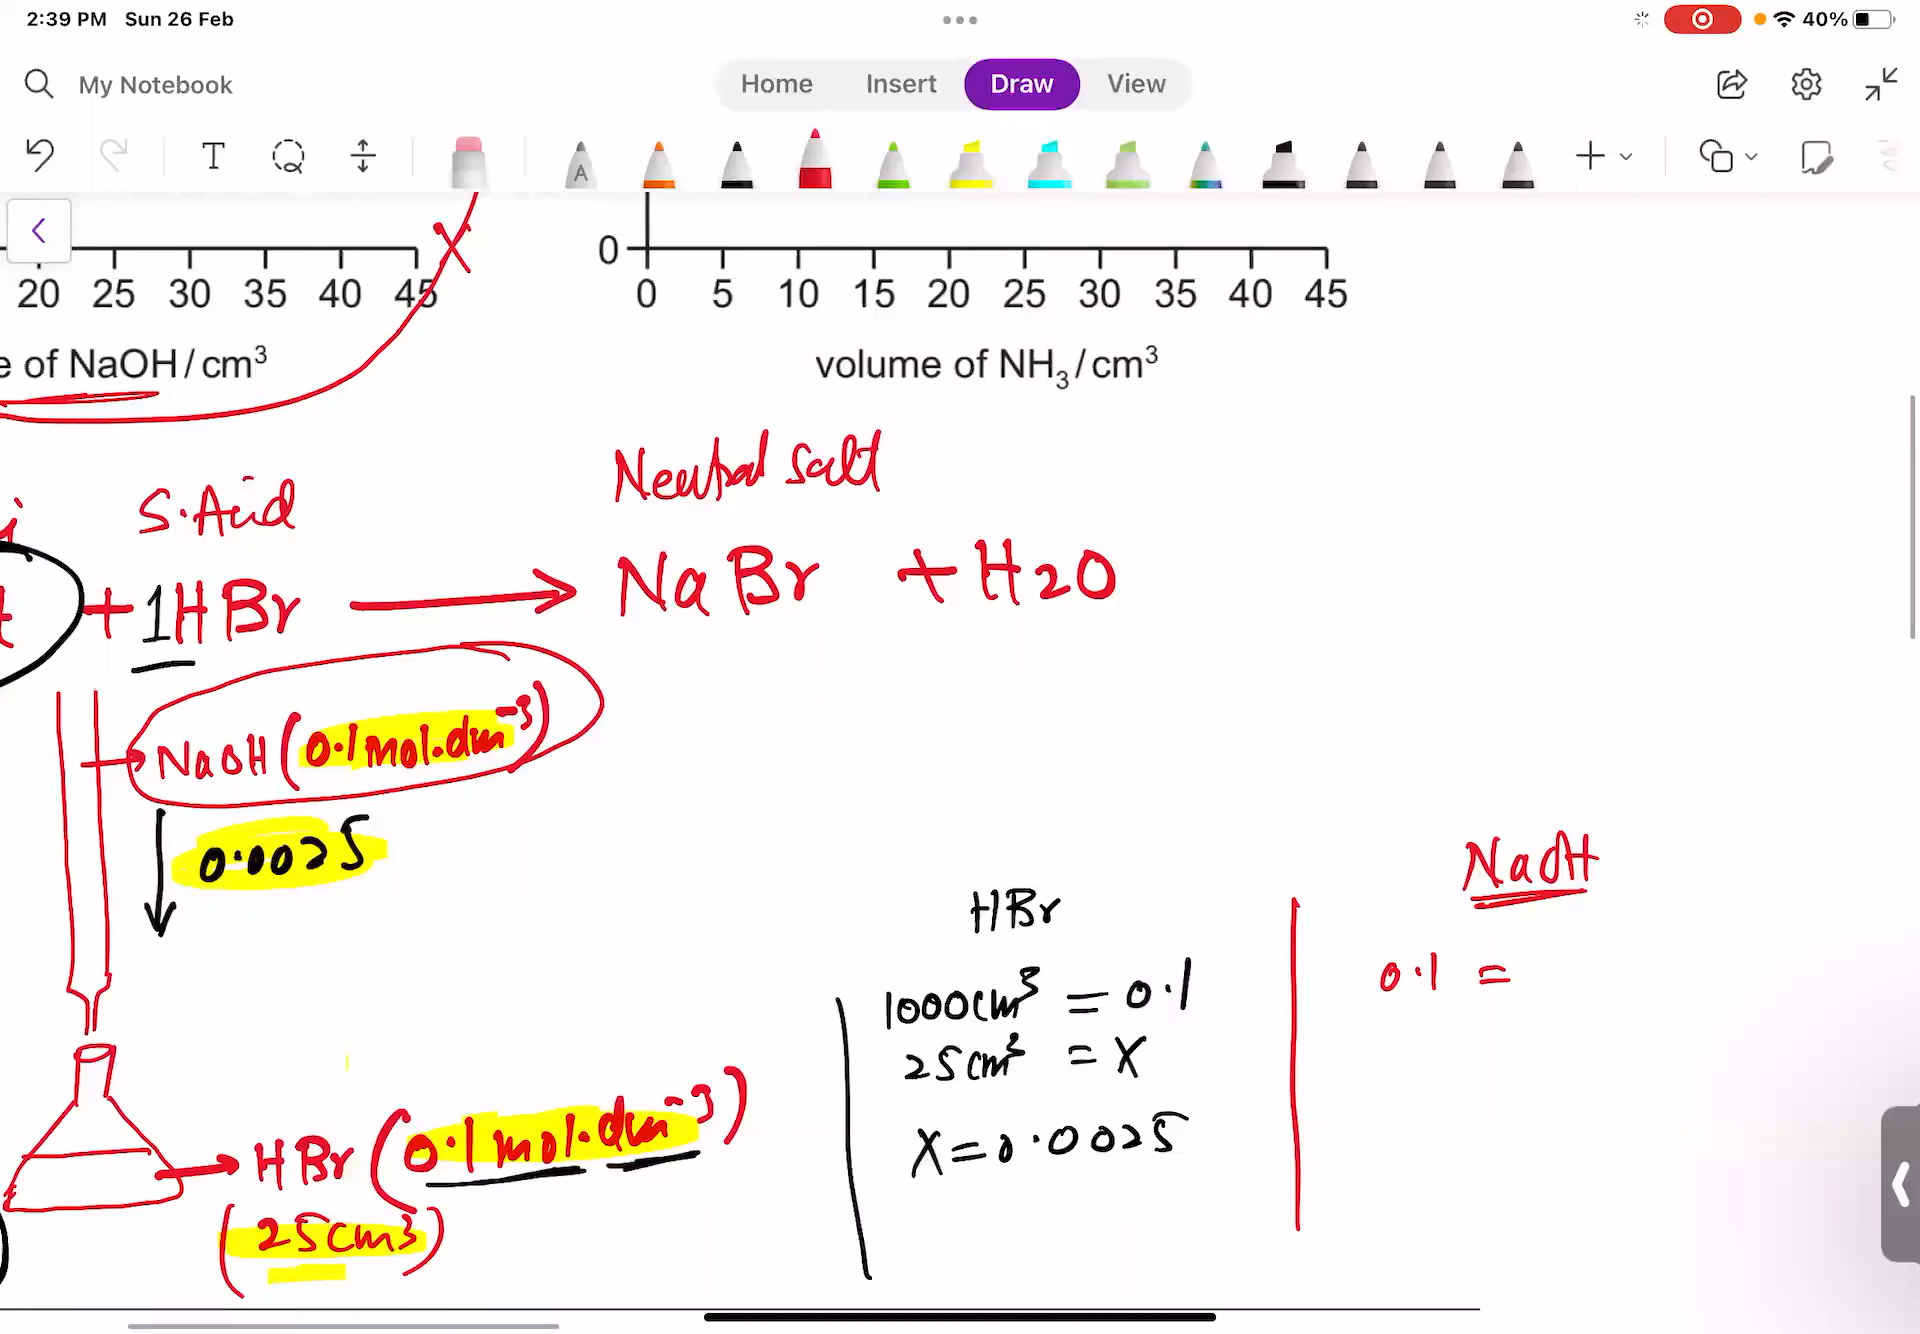 2:39 PM Sun 26 Feb
40%
My Notebook
Home Insert Draw View
T
A
0
20 25 30 35 40 45
0 5 10 15 20 25 30 35 40 45
e of NaOH/cm³
volume of NH₃/cm³
S.Acid
Neutral salt
+ 1HBr → NaBr + H2O
NaOH (0.1 mol.dm⁻³)
0.0025
HBr
1000cm³ = 0.1
25cm³ = X
X = 0.0025
NaOH
0.1 =
HBr (0.1 mol.dm⁻³)
(25cm³)